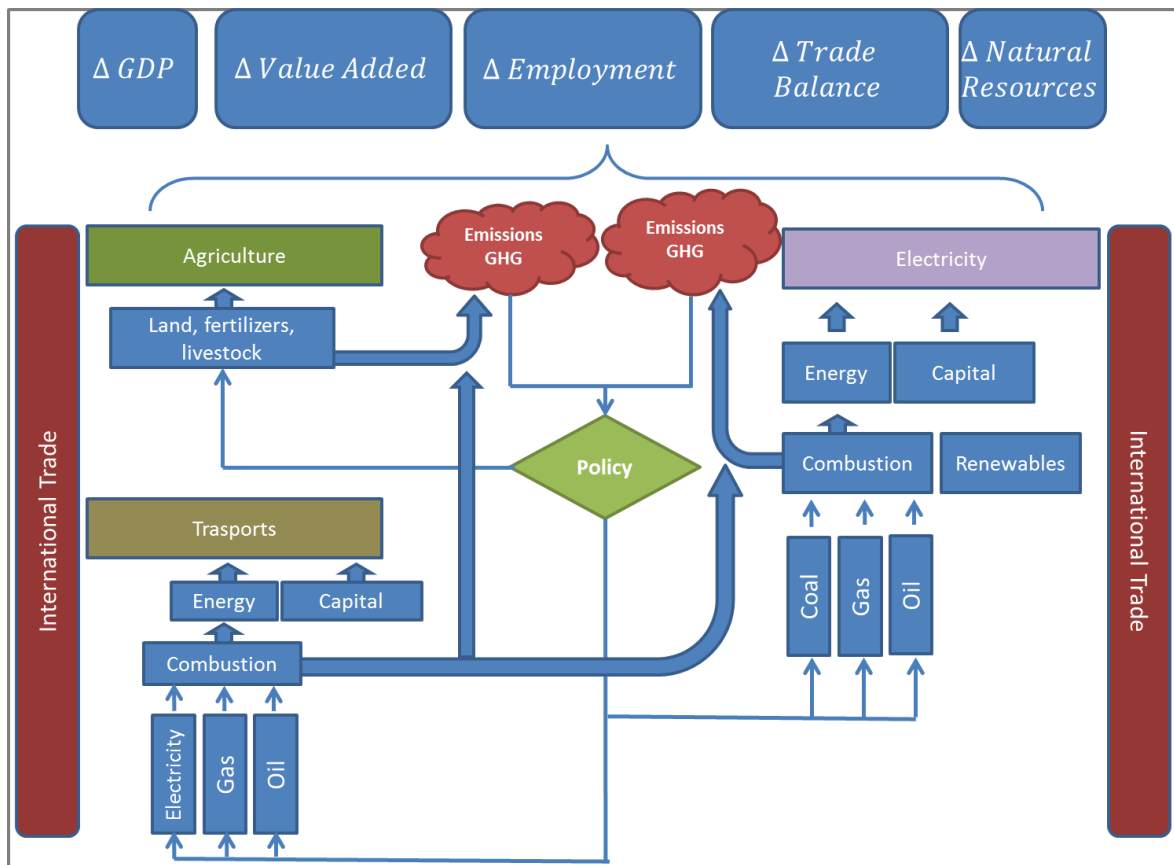 Δ GDP
Δ Value Added
Δ Employment
Δ Trade
Balance
Δ Natural
Resources
International Trade
Agriculture
Land, fertilizers,
livestock
Emissions
GHG
Emissions
GHG
Electricity
Energy
Capital
Combustion
Renewables
Coal
Gas
Oil
Policy
Trasports
Energy
Capital
Combustion
Electricity
Gas
Oil
International Trade